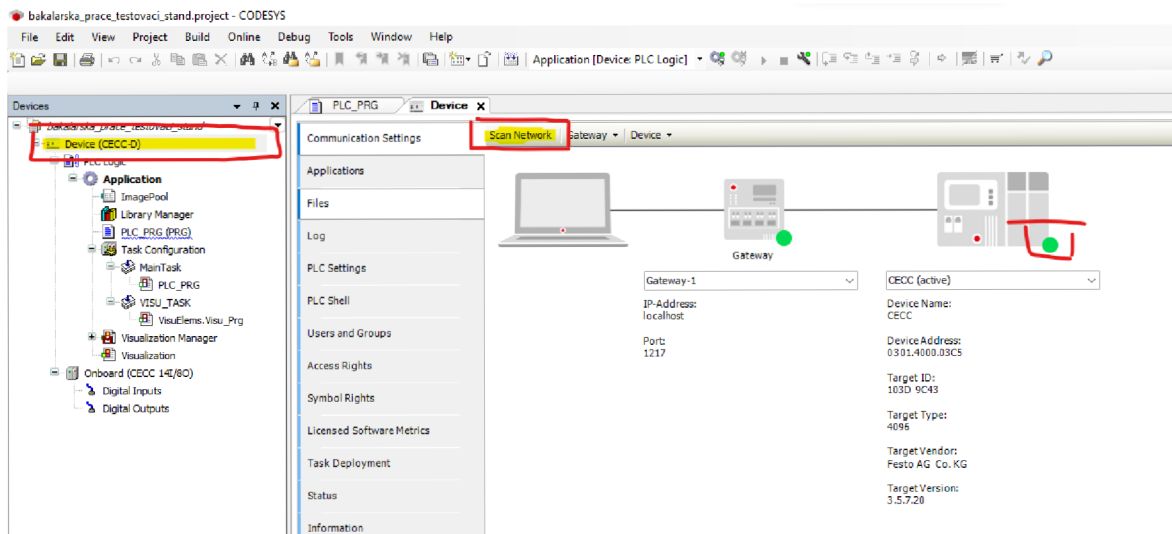 bakalarska_prace_testovaci_stand.project - CODESYS
File Edit View Project Build Online Debug Tools Window Help
Application [Device: PLC Logic]
Devices
bakalarska_prace_testovaci_stand
Device (CECC-D)
PLC Logic
Application
ImagePool
Library Manager
PLC_PRG (PRG)
Task Configuration
MainTask
PLC_PRG
VISU_TASK
VisuElems.Visu_Prg
Visualization Manager
Visualization
Onboard (CECC 14I/8O)
Digital Inputs
Digital Outputs
PLC_PRG Device
Communication Settings
Applications
Files
Log
PLC Settings
PLC Shell
Users and Groups
Access Rights
Symbol Rights
Licensed Software Metrics
Task Deployment
Status
Information
Scan Network Gateway Device
Gateway
Gateway-1
IP-Address:
localhost
Port:
1217
CECC (active)
Device Name:
CECC
Device Address:
0301.4000.03C5
Target ID:
103D 9C43
Target Type:
4096
Target Vendor:
Festo AG Co. KG
Target Version:
3.5.7.20